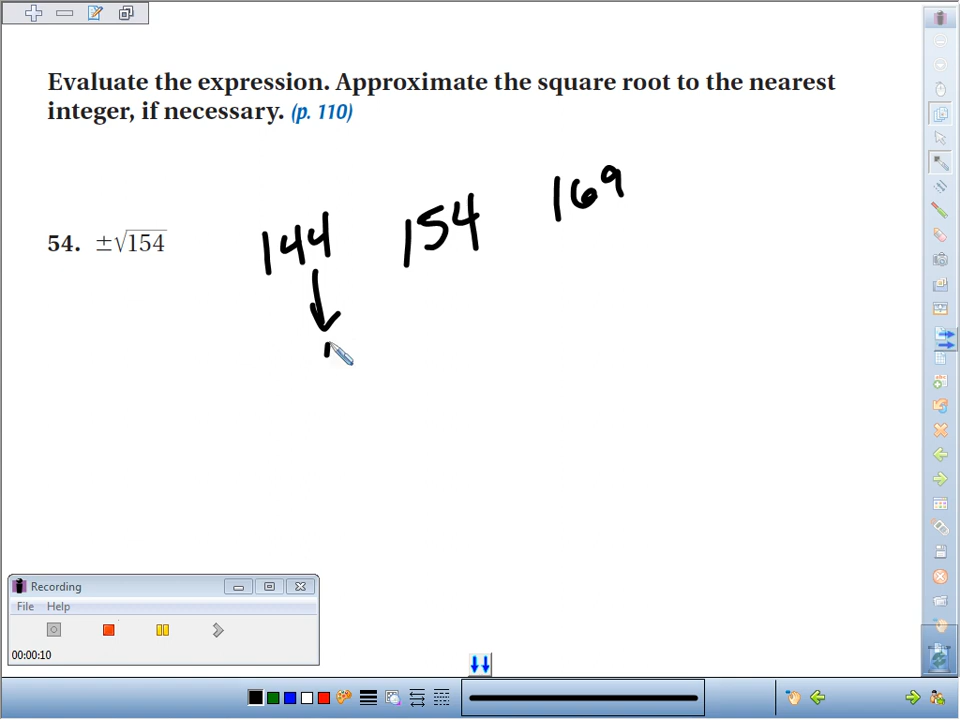 Evaluate the expression. Approximate the square root to the nearest
integer, if necessary. (p. 110)
54. ±√154
144 154 169
Recording
File Help
00:00:10